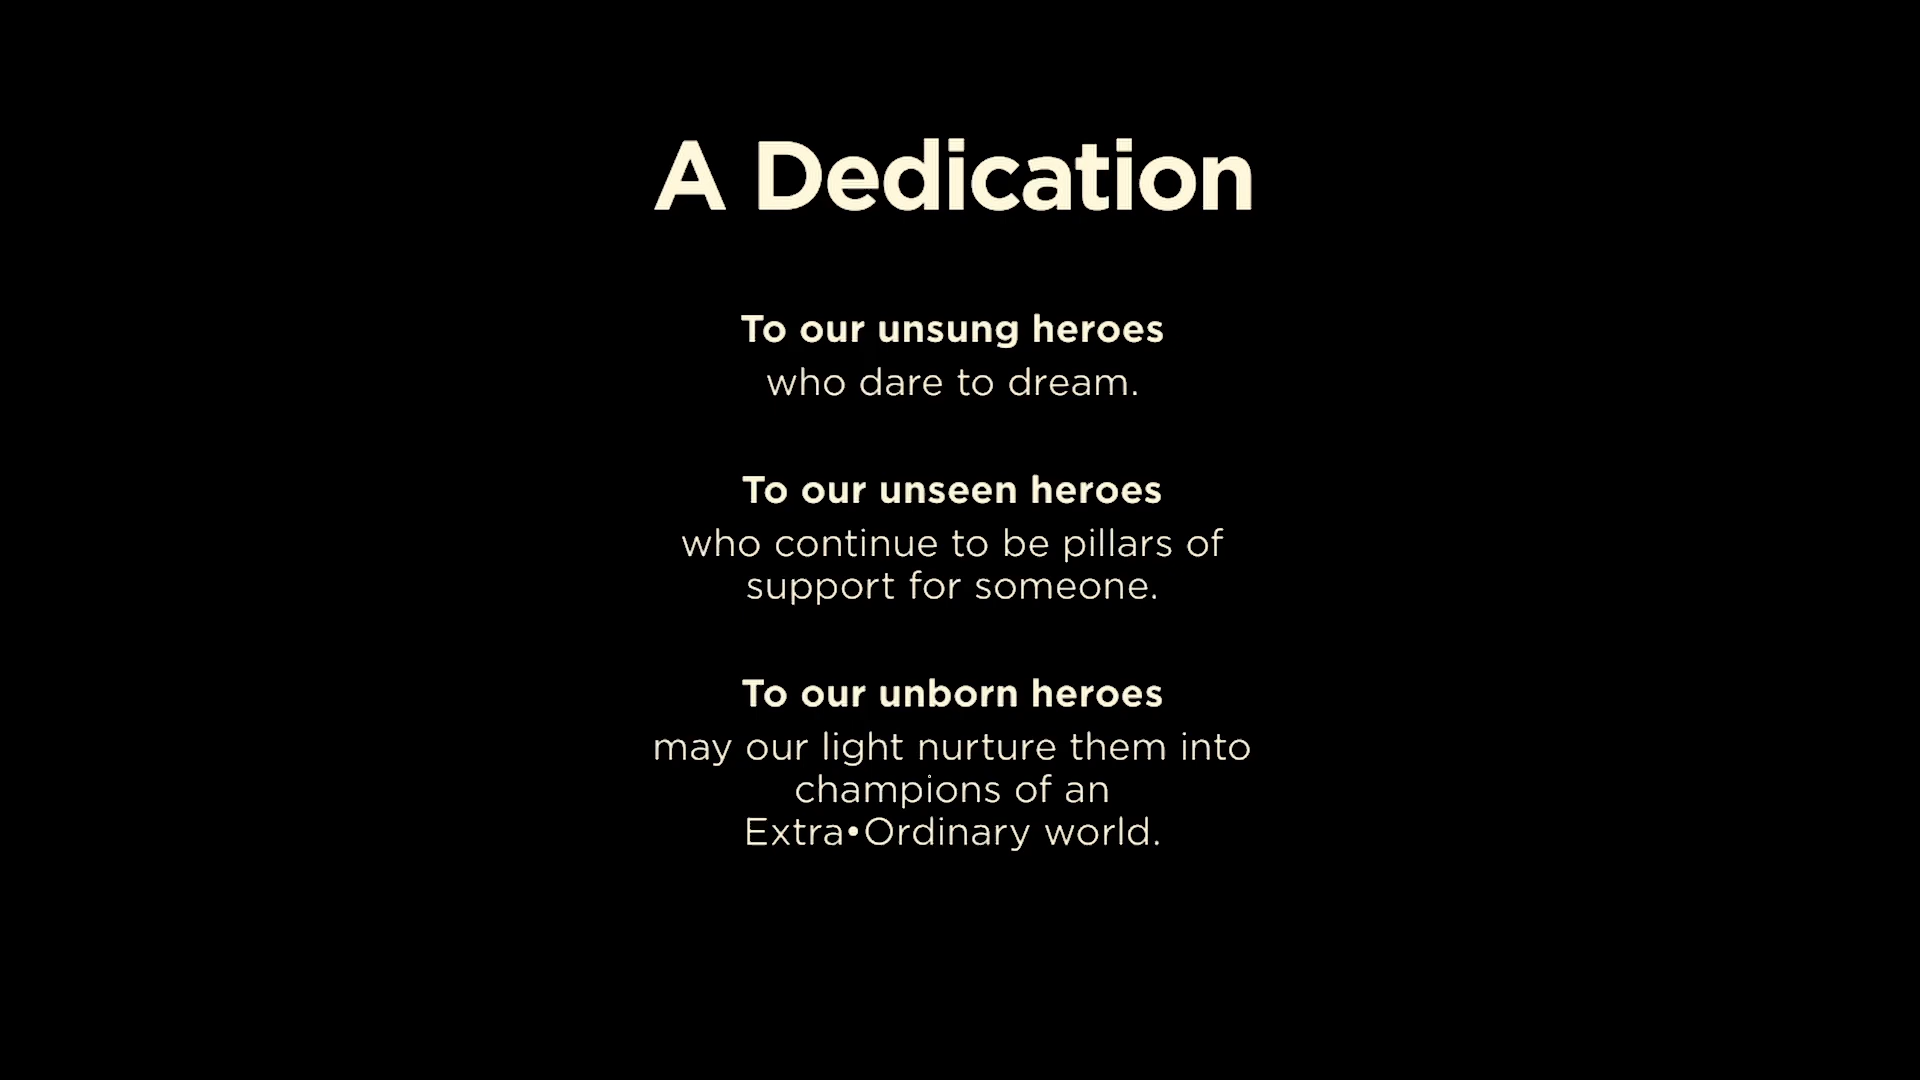 A Dedication
To our unsung heroes
who dare to dream.
To our unseen heroes
who continue to be pillars of
support for someone.
To our unborn heroes
may our light nurture them into
champions of an
Extra•Ordinary world.